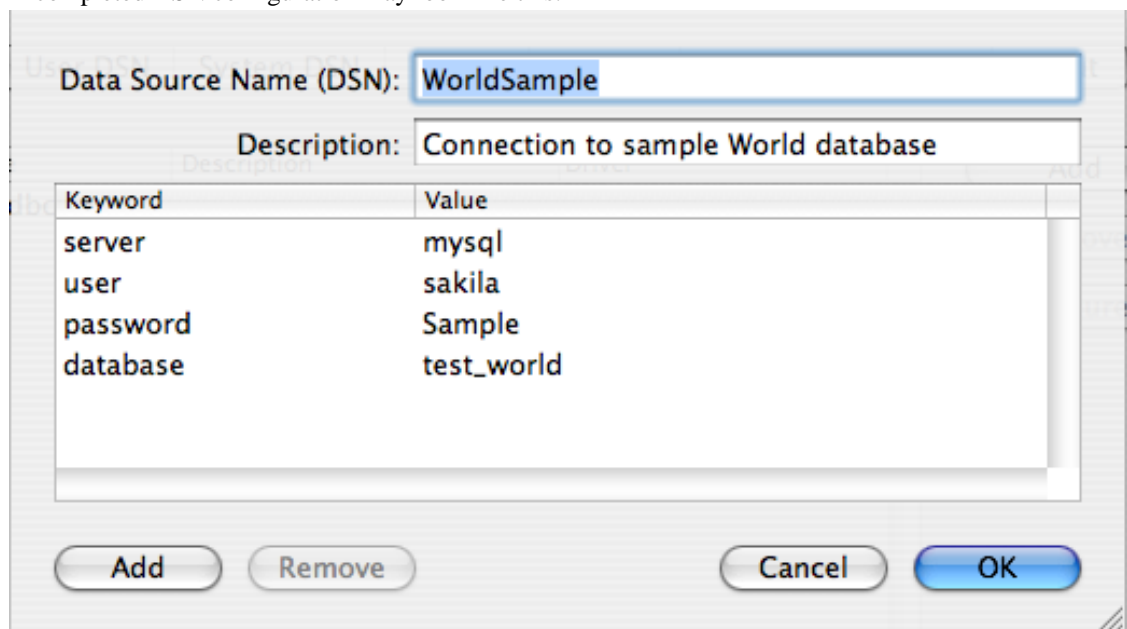 Data Source Name (DSN): WorldSample
Description: Connection to sample World database
Keyword Value
server mysql
user sakila
password Sample
database test_world
Add Remove Cancel OK